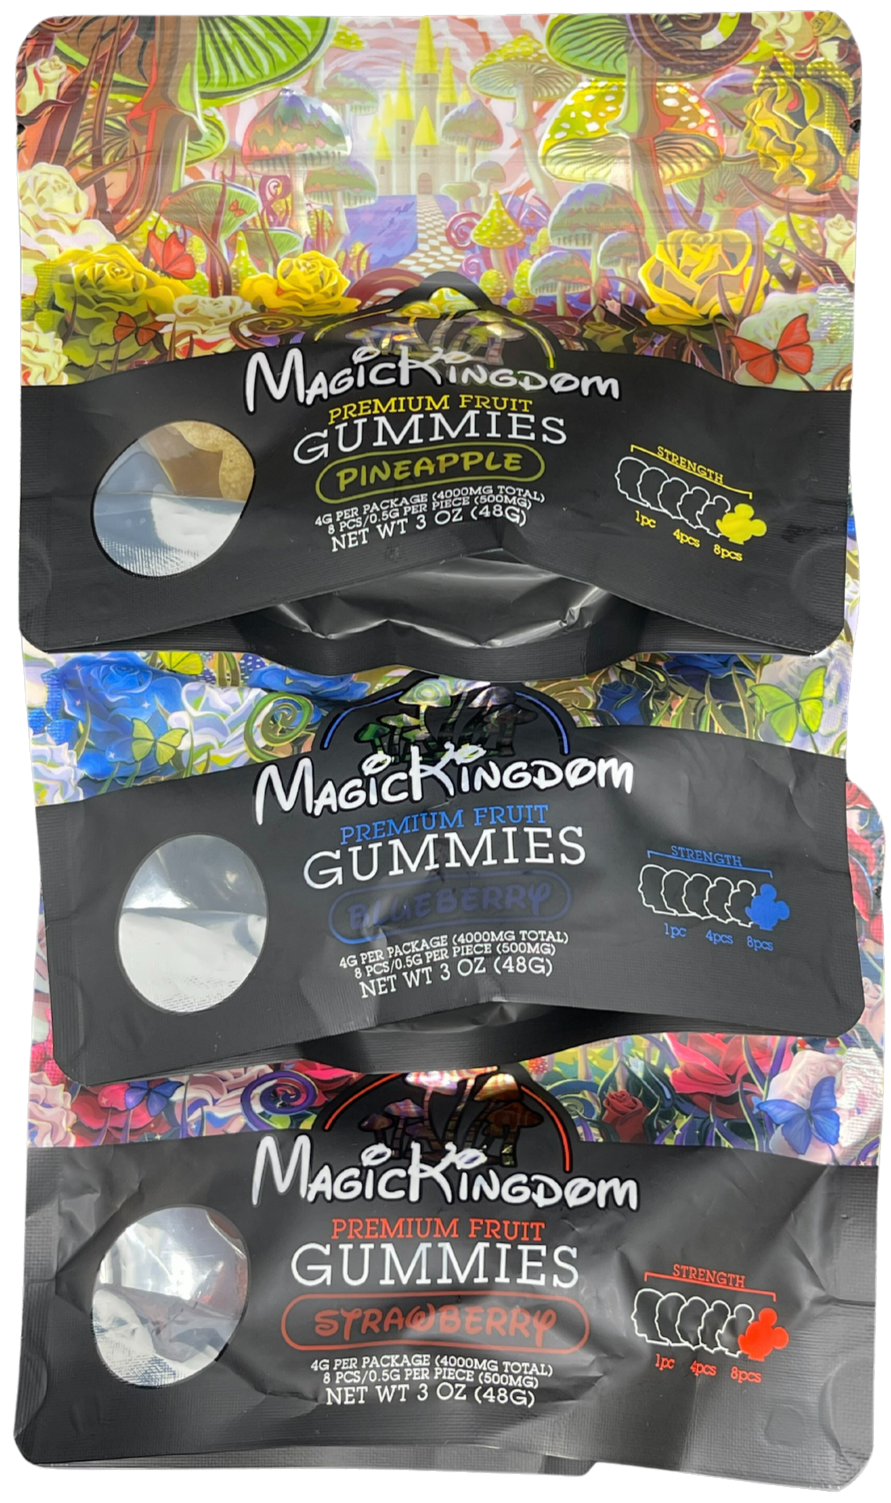 MAGICKINGDOM
PREMIUM FRUIT
GUMMIES
PINEAPPLE
4G PER PACKAGE (4000MG TOTAL)
8 PCS/0.5G PER PIECE (500MG)
NET WT 3 OZ (48G)
STRENGTH
1pc 4pcs 8pcs
MAGICKINGDOM
PREMIUM FRUIT
GUMMIES
BLUEBERRY
4G PER PACKAGE (4000MG TOTAL)
8 PCS/0.5G PER PIECE (500MG)
NET WT 3 OZ (48G)
STRENGTH
1pc 4pcs 8pcs
MAGICKINGDOM
PREMIUM FRUIT
GUMMIES
STRAWBERRY
4G PER PACKAGE (4000MG TOTAL)
8 PCS/0.5G PER PIECE (500MG)
NET WT 3 OZ (48G)
STRENGTH
1pc 4pcs 8pcs